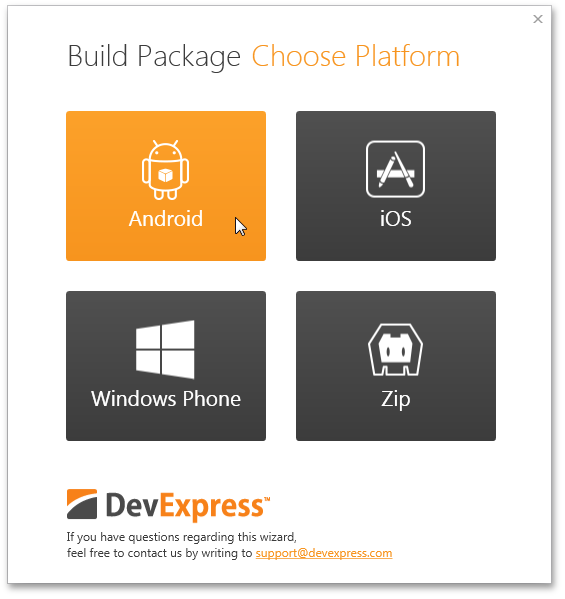 Build Package Choose Platform
Android
iOS
Windows Phone
Zip
DevExpress™
If you have questions regarding this wizard,
feel free to contact us by writing to support@devexpress.com